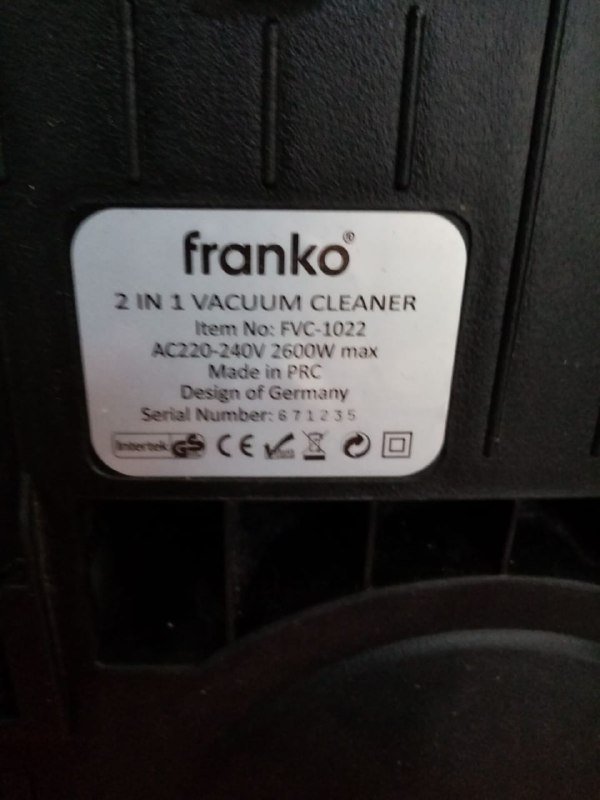 franko®
2 IN 1 VACUUM CLEANER
Item No: FVC-1022
AC220-240V 2600W max
Made in PRC
Design of Germany
Serial Number: 671235
Intertek GS CE